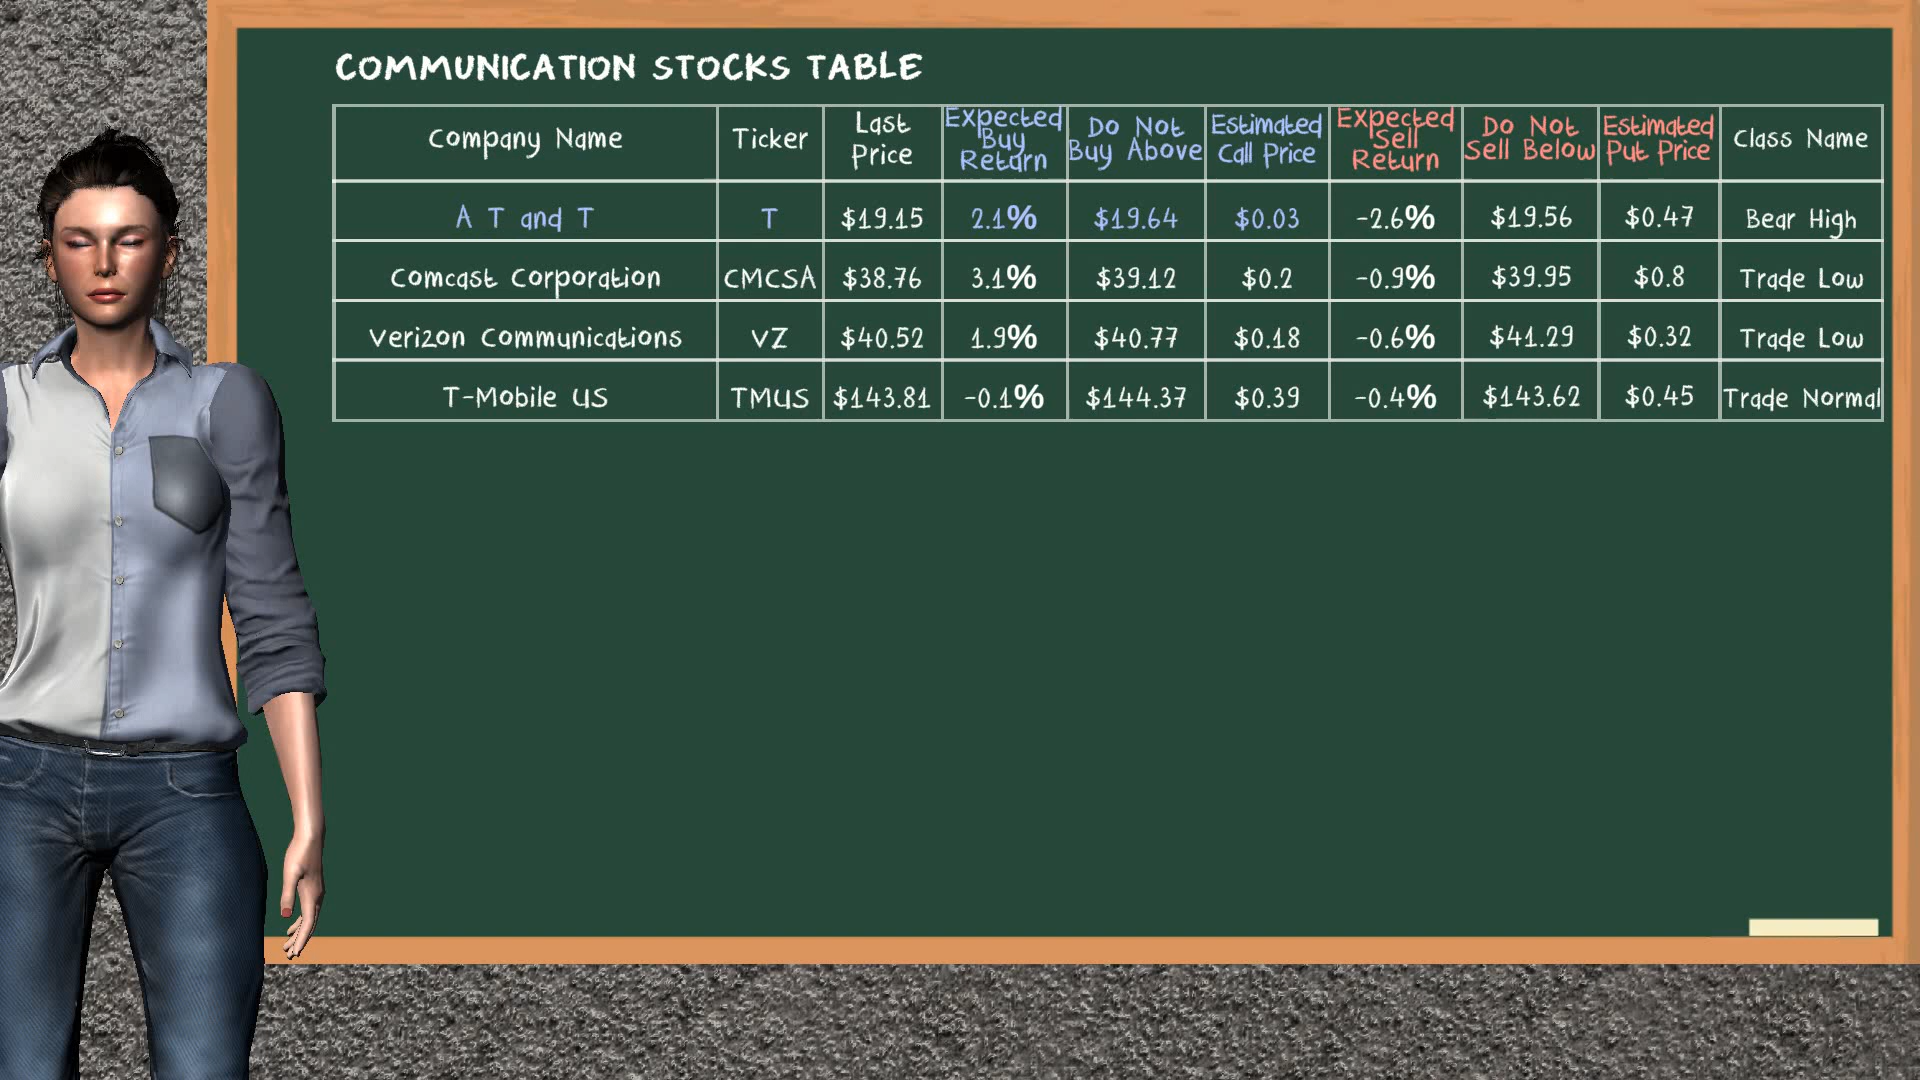 COMMUNICATION STOCKS TABLE
Company Name Ticker Last Price Expected Buy Return Do Not Buy Above Estimated Call Price Expected Sell Return Do Not Sell Below Estimated Put Price Class Name
A T and T T $19.15 2.1% $19.64 $0.03 -2.6% $19.56 $0.47 Bear High
Comcast Corporation CMCSA $38.76 3.1% $39.12 $0.2 -0.9% $39.95 $0.8 Trade Low
Verizon Communications VZ $40.52 1.9% $40.77 $0.18 -0.6% $41.29 $0.32 Trade Low
T-Mobile US TMUS $143.81 -0.1% $144.37 $0.39 -0.4% $143.62 $0.45 Trade Normal